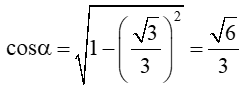 cosα = √(1 − (√3/3)²) = √6/3